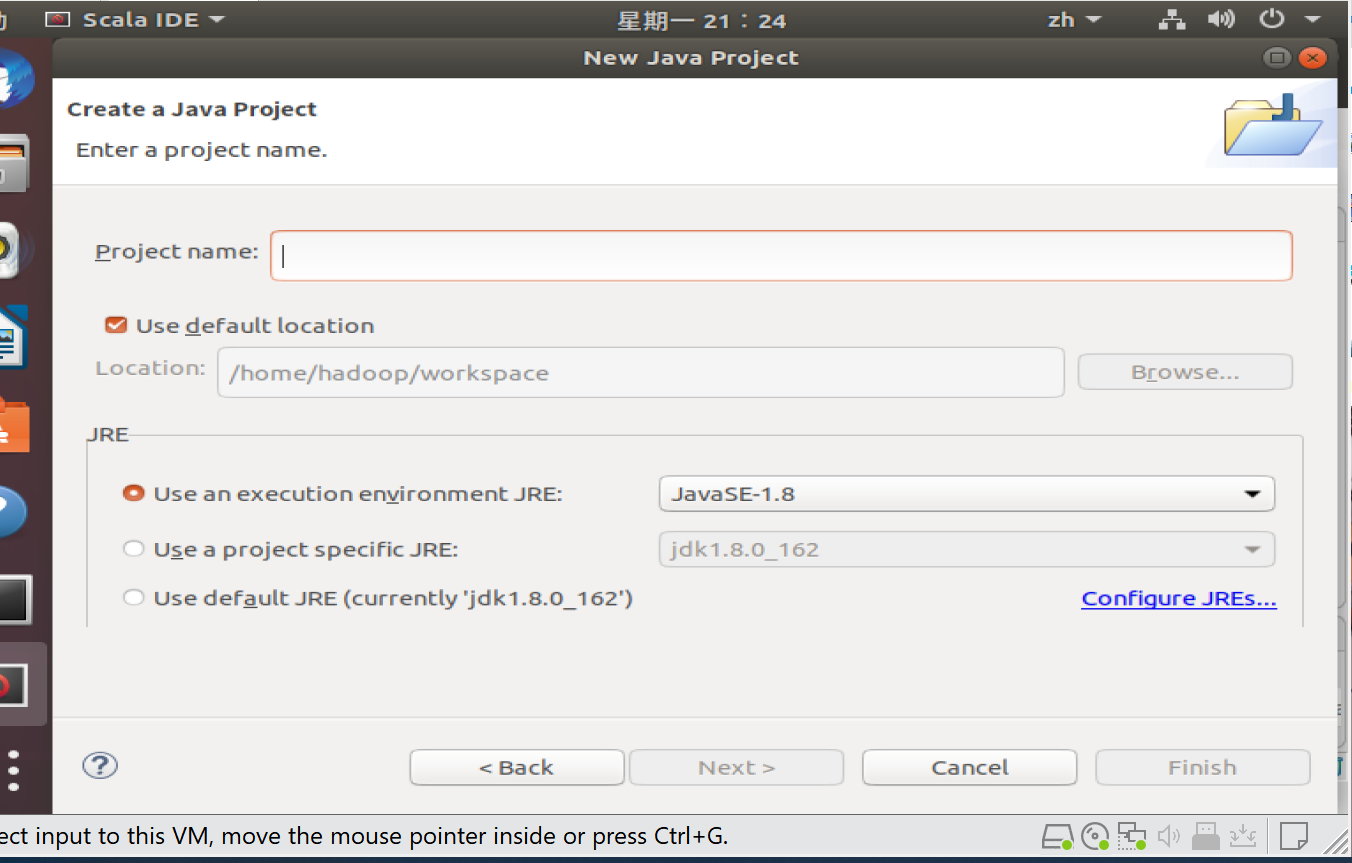 Scala IDE
星期一 21：24
zh
New Java Project
Create a Java Project
Enter a project name.
Project name:
Use default location
Location: /home/hadoop/workspace Browse...
JRE
Use an execution environment JRE: JavaSE-1.8
Use a project specific JRE: jdk1.8.0_162
Use default JRE (currently 'jdk1.8.0_162') Configure JREs...
< Back Next > Cancel Finish
ect input to this VM, move the mouse pointer inside or press Ctrl+G.